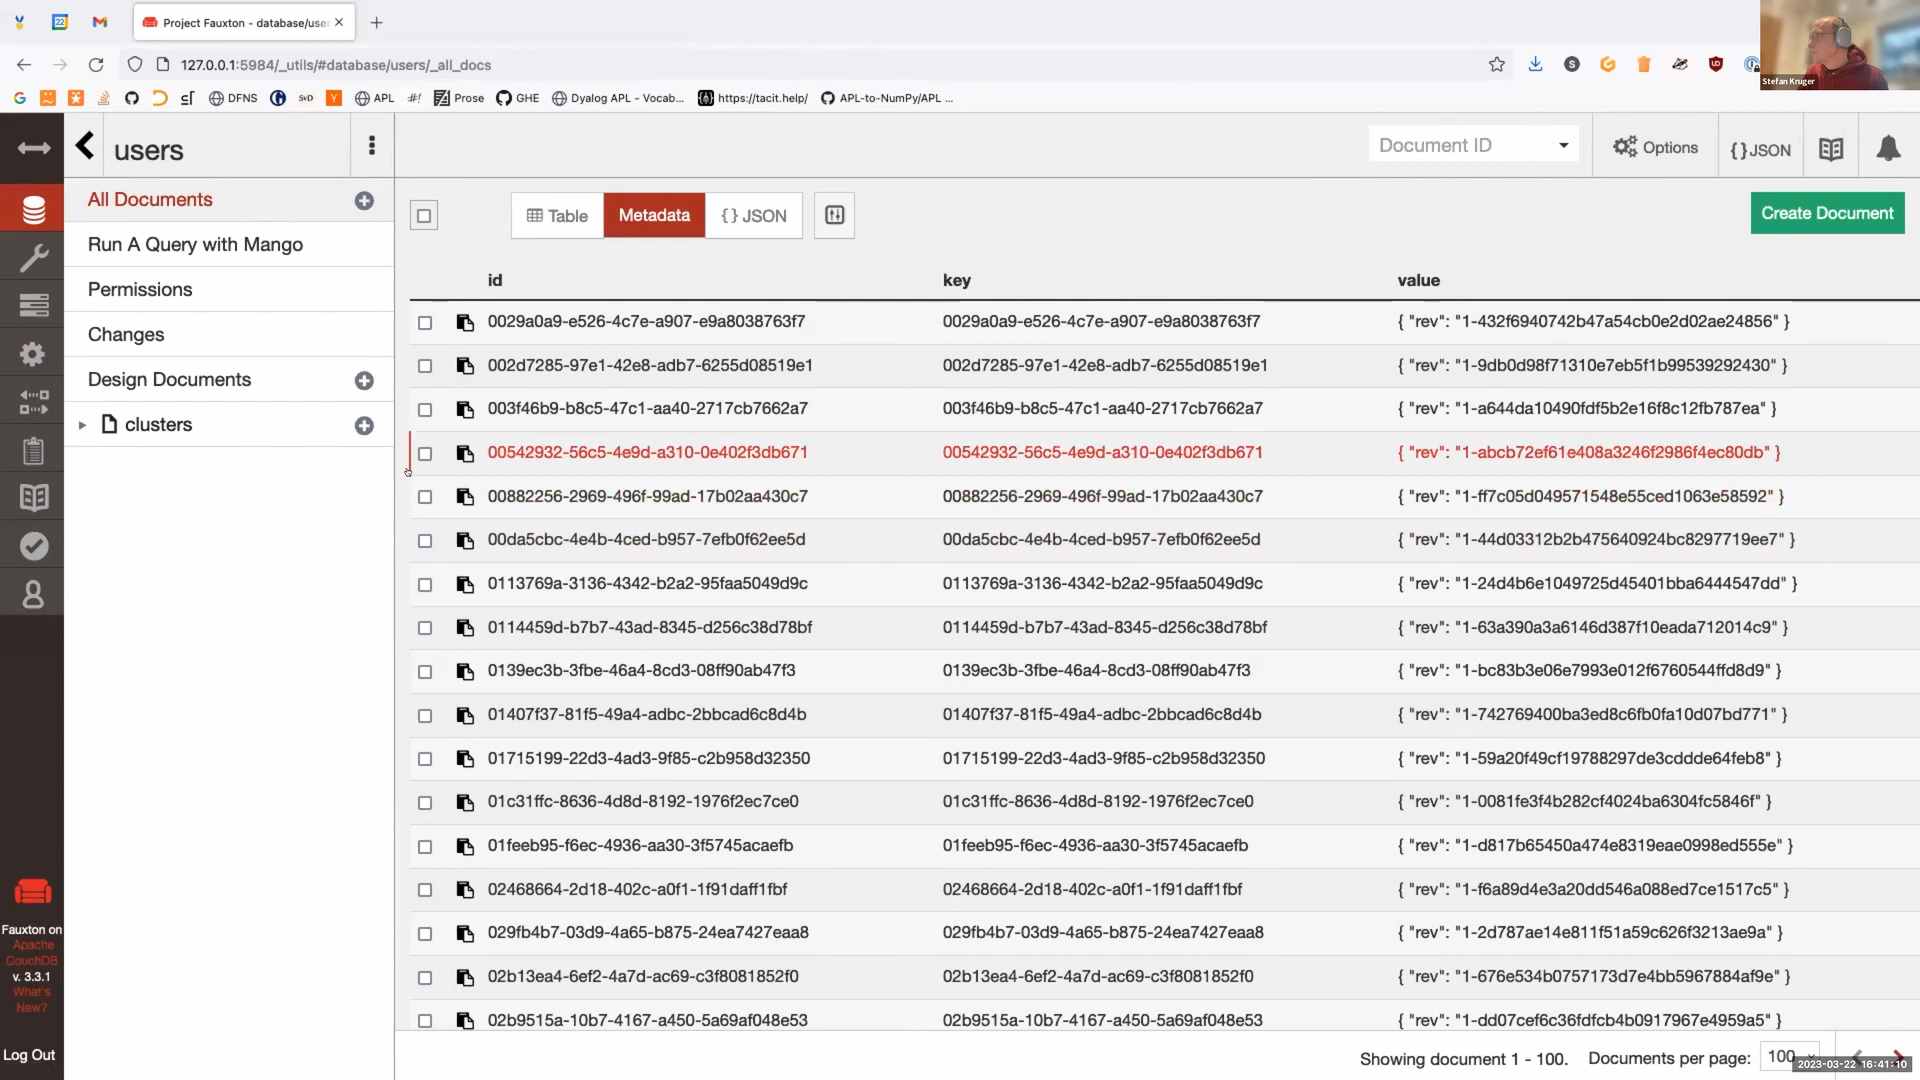 22
Project Fauxton - database/user
127.0.0.1:5984/_utils/#database/users/_all_docs
Stefan Kruger
DFNS
SvD
APL
#!
Prose
GHE
Dyalog APL - Vocab...
https://tacit.help/
APL-to-NumPy/APL ...
users
Document ID
Options
{ } JSON
All Documents
Run A Query with Mango
Permissions
Changes
Design Documents
clusters
Table
Metadata
{ } JSON
Create Document
id key value
0029a0a9-e526-4c7e-a907-e9a8038763f7 0029a0a9-e526-4c7e-a907-e9a8038763f7 { "rev": "1-432f6940742b47a54cb0e2d02ae24856" }
002d7285-97e1-42e8-adb7-6255d08519e1 002d7285-97e1-42e8-adb7-6255d08519e1 { "rev": "1-9db0d98f71310e7eb5f1b99539292430" }
003f46b9-b8c5-47c1-aa40-2717cb7662a7 003f46b9-b8c5-47c1-aa40-2717cb7662a7 { "rev": "1-a644da10490fdf5b2e16f8c12fb787ea" }
00542932-56c5-4e9d-a310-0e402f3db671 00542932-56c5-4e9d-a310-0e402f3db671 { "rev": "1-abcb72ef61e408a3246f2986f4ec80db" }
00882256-2969-496f-99ad-17b02aa430c7 00882256-2969-496f-99ad-17b02aa430c7 { "rev": "1-ff7c05d049571548e55ced1063e58592" }
00da5cbc-4e4b-4ced-b957-7efb0f62ee5d 00da5cbc-4e4b-4ced-b957-7efb0f62ee5d { "rev": "1-44d03312b2b475640924bc8297719ee7" }
0113769a-3136-4342-b2a2-95faa5049d9c 0113769a-3136-4342-b2a2-95faa5049d9c { "rev": "1-24d4b6e1049725d45401bba6444547dd" }
0114459d-b7b7-43ad-8345-d256c38d78bf 0114459d-b7b7-43ad-8345-d256c38d78bf { "rev": "1-63a390a3a6146d387f10eada712014c9" }
0139ec3b-3fbe-46a4-8cd3-08ff90ab47f3 0139ec3b-3fbe-46a4-8cd3-08ff90ab47f3 { "rev": "1-bc83b3e06e7993e012f6760544ffd8d9" }
01407f37-81f5-49a4-adbc-2bbcad6c8d4b 01407f37-81f5-49a4-adbc-2bbcad6c8d4b { "rev": "1-742769400ba3ed8c6fb0fa10d07bd771" }
01715199-22d3-4ad3-9f85-c2b958d32350 01715199-22d3-4ad3-9f85-c2b958d32350 { "rev": "1-59a20f49cf19788297de3cddde64feb8" }
01c31ffc-8636-4d8d-8192-1976f2ec7ce0 01c31ffc-8636-4d8d-8192-1976f2ec7ce0 { "rev": "1-0081fe3f4b282cf4024ba6304fc5846f" }
01feeb95-f6ec-4936-aa30-3f5745acaefb 01feeb95-f6ec-4936-aa30-3f5745acaefb { "rev": "1-d817b65450a474e8319eae0998ed555e" }
02468664-2d18-402c-a0f1-1f91daff1fbf 02468664-2d18-402c-a0f1-1f91daff1fbf { "rev": "1-f6a89d4e3a20dd546a088ed7ce1517c5" }
029fb4b7-03d9-4a65-b875-24ea7427eaa8 029fb4b7-03d9-4a65-b875-24ea7427eaa8 { "rev": "1-2d787ae14e811f51a59c626f3213ae9a" }
02b13ea4-6ef2-4a7d-ac69-c3f8081852f0 02b13ea4-6ef2-4a7d-ac69-c3f8081852f0 { "rev": "1-676e534b0757173d7e4bb5967884af9e" }
02b9515a-10b7-4167-a450-5a69af048e53 02b9515a-10b7-4167-a450-5a69af048e53 { "rev": "1-dd07cef6c36fdfcb4b0917967e4959a5" }
Fauxton on
Apache
CouchDB
v. 3.3.1
What's
New?
Log Out
Showing document 1 - 100. Documents per page: 100
2023-03-22 16:41:10